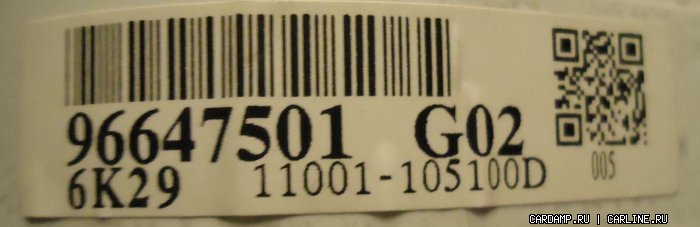 96647501 G02
6K29 11001-105100D
005
CARDAMP.RU | CARLINE.RU